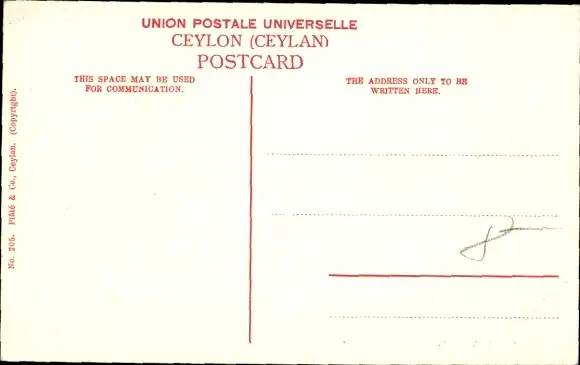 UNION POSTALE UNIVERSELLE
CEYLON (CEYLAN)
POSTCARD
THIS SPACE MAY BE USED
FOR COMMUNICATION.
THE ADDRESS ONLY TO BE
WRITTEN HERE.
No. 205. Plâté & Co., Ceylon. (Copyright).